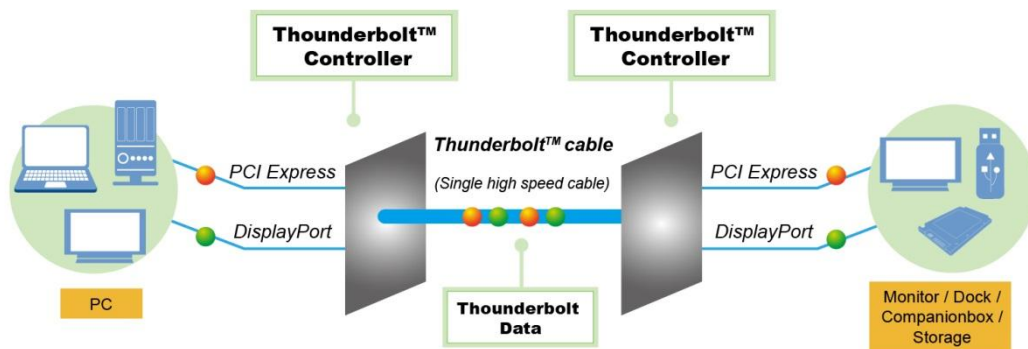 Thounderbolt™
Controller
Thounderbolt™
Controller
Thunderbolt™ cable
(Single high speed cable)
PCI Express
DisplayPort
PCI Express
DisplayPort
PC
Thounderbolt
Data
Monitor / Dock /
Companionbox /
Storage